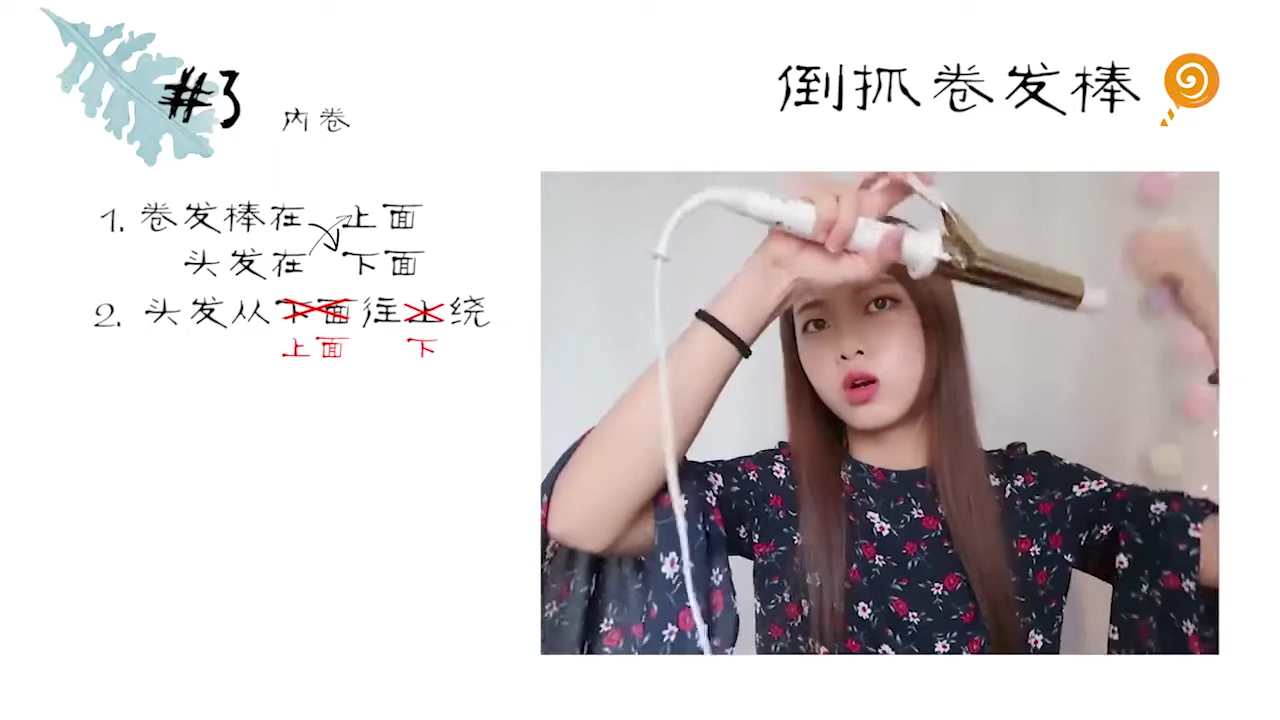 #3
内卷
倒抓卷发棒
1. 卷发棒在 上面
头发在 下面
2. 头发从下面往上绕
上面 下